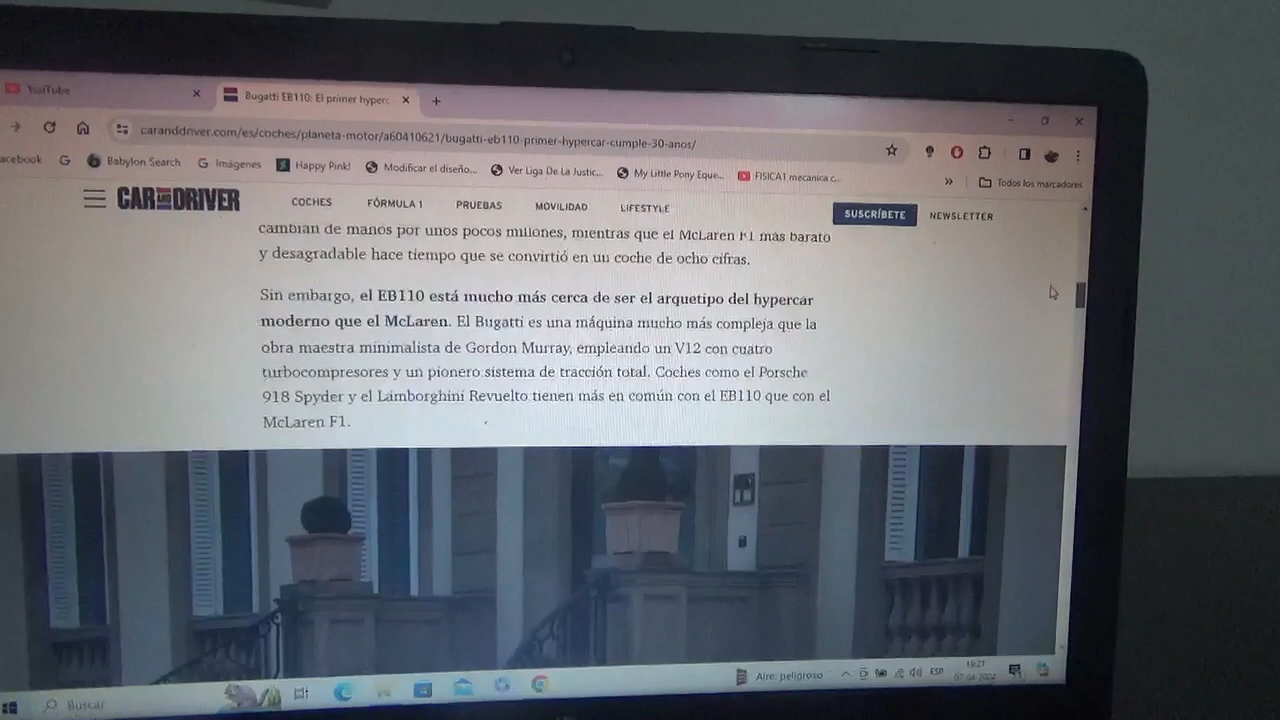 YouTube
Bugatti EB110: El primer hyperc
caranddriver.com/es/coches/planeta-motor/a60410621/bugatti-eb110-primer-hypercar-cumple-30-anos/
acebook
Babylon Search
Imágenes
Happy Pink!
Modificar el diseño...
Ver Liga De La Justic...
My Little Pony Eque...
FISICA1 mecanica c...
Todos los marcadores
CAR AND DRIVER
COCHES
FÓRMULA 1
PRUEBAS
MOVILIDAD
LIFESTYLE
SUSCRÍBETE
NEWSLETTER
cambian de manos por unos pocos millones, mientras que el McLaren F1 más barato
y desagradable hace tiempo que se convirtió en un coche de ocho cifras.
Sin embargo, el EB110 está mucho más cerca de ser el arquetipo del hypercar
moderno que el McLaren. El Bugatti es una máquina mucho más compleja que la
obra maestra minimalista de Gordon Murray, empleando un V12 con cuatro
turbocompresores y un pionero sistema de tracción total. Coches como el Porsche
918 Spyder y el Lamborghini Revuelto tienen más en común con el EB110 que con el
McLaren F1.
Buscar
Aire: peligroso
ESP
19:27
07-04-2024